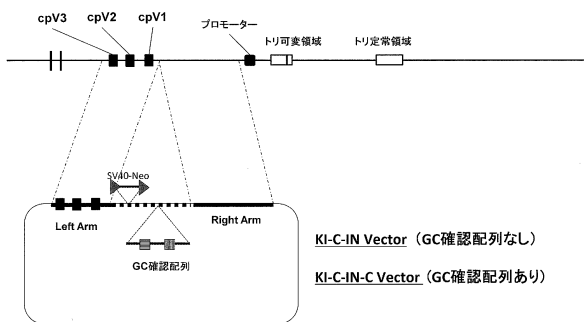 cpV3
cpV2
cpV1
プロモーター
トリ可変領域
トリ定常領域
SV40-Neo
Left Arm
Right Arm
GC確認配列
KI-C-IN Vector （GC確認配列なし）
KI-C-IN-C Vector （GC確認配列あり）